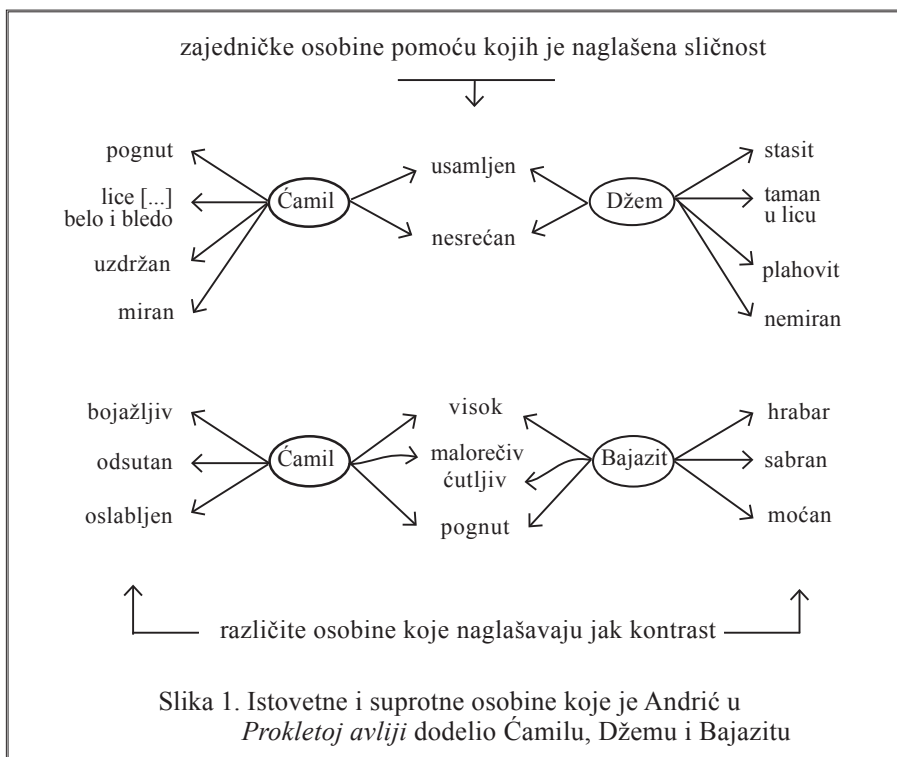 zajedničke osobine pomoću kojih je naglašena sličnost
pognut
lice [...]
belo i bledo
uzdržan
miran
Ćamil
usamljen
nesrećan
Džem
stasit
taman
u licu
plahovit
nemiran
bojažljiv
odsutan
oslabljen
Ćamil
visok
malorečiv
ćutljiv
pognut
Bajazit
hrabar
sabran
moćan
različite osobine koje naglašavaju jak kontrast
Slika 1. Istovetne i suprotne osobine koje je Andrić u
Prokletoj avliji dodelio Ćamilu, Džemu i Bajazitu